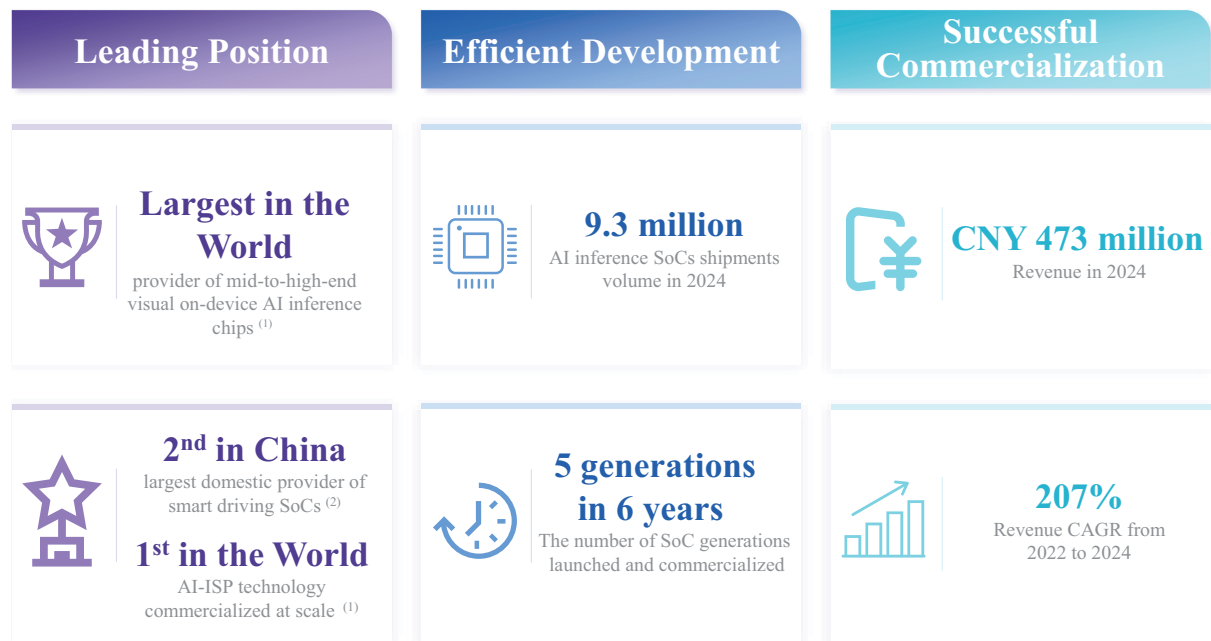 Leading Position
Efficient Development
Successful
Commercialization
Largest in the
World
provider of mid-to-high-end
visual on-device AI inference
chips (1)
9.3 million
AI inference SoCs shipments
volume in 2024
CNY 473 million
Revenue in 2024
2nd in China
largest domestic provider of
smart driving SoCs (2)
1st in the World
AI-ISP technology
commercialized at scale (1)
5 generations
in 6 years
The number of SoC generations
launched and commercialized
207%
Revenue CAGR from
2022 to 2024